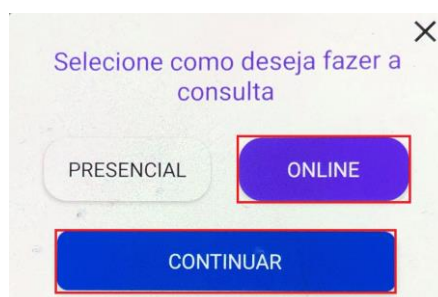 Selecione como deseja fazer a
consulta
PRESENCIAL
ONLINE
CONTINUAR